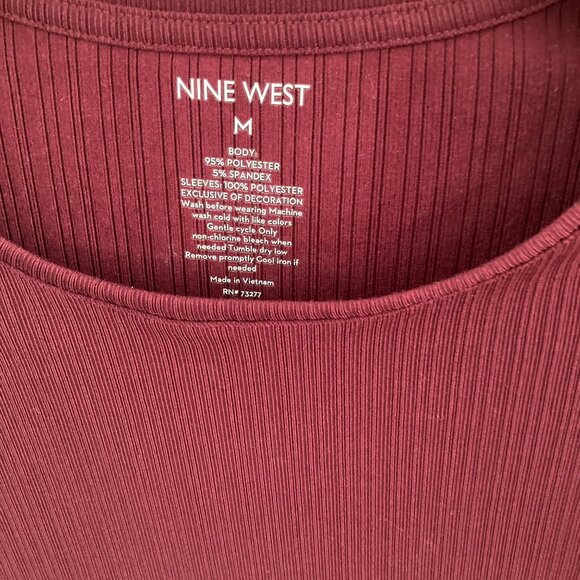 NINE WEST
M
BODY:
95% POLYESTER
5% SPANDEX
SLEEVES: 100% POLYESTER
EXCLUSIVE OF DECORATION
Wash before wearing Machine
wash cold with like colors
Gentle cycle Only
non-chlorine bleach when
needed Tumble dry low
Remove promptly Cool iron if
needed
Made in Vietnam
RN# 73277